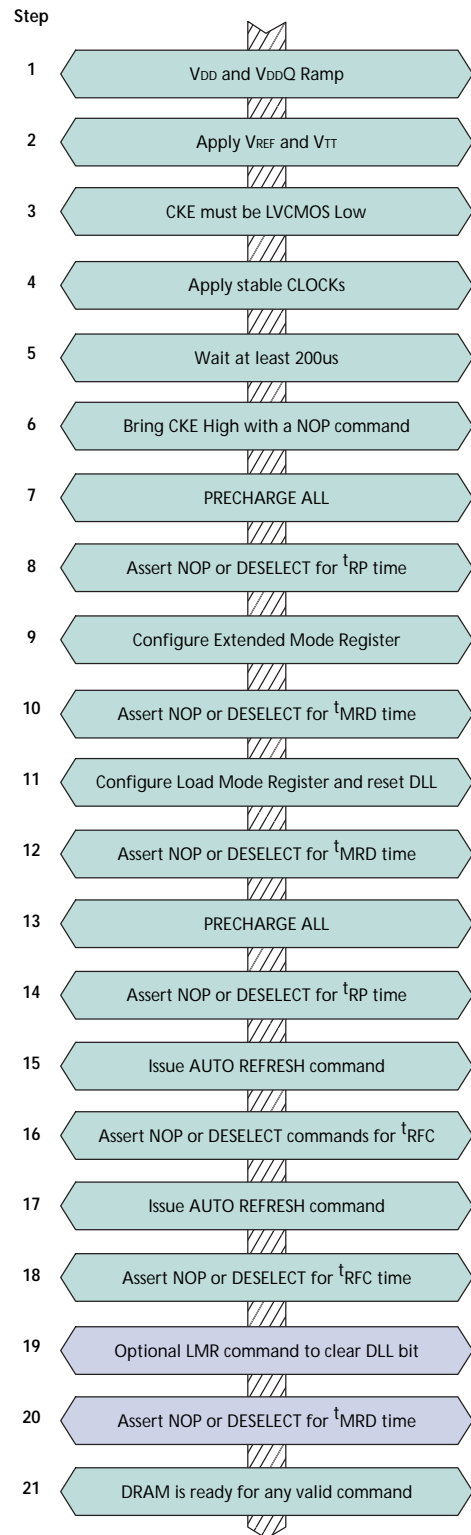 Step
1 VDD and VDDQ Ramp
2 Apply VREF and VTT
3 CKE must be LVCMOS Low
4 Apply stable CLOCKs
5 Wait at least 200us
6 Bring CKE High with a NOP command
7 PRECHARGE ALL
8 Assert NOP or DESELECT for tRP time
9 Configure Extended Mode Register
10 Assert NOP or DESELECT for tMRD time
11 Configure Load Mode Register and reset DLL
12 Assert NOP or DESELECT for tMRD time
13 PRECHARGE ALL
14 Assert NOP or DESELECT for tRP time
15 Issue AUTO REFRESH command
16 Assert NOP or DESELECT commands for tRFC
17 Issue AUTO REFRESH command
18 Assert NOP or DESELECT for tRFC time
19 Optional LMR command to clear DLL bit
20 Assert NOP or DESELECT for tMRD time
21 DRAM is ready for any valid command